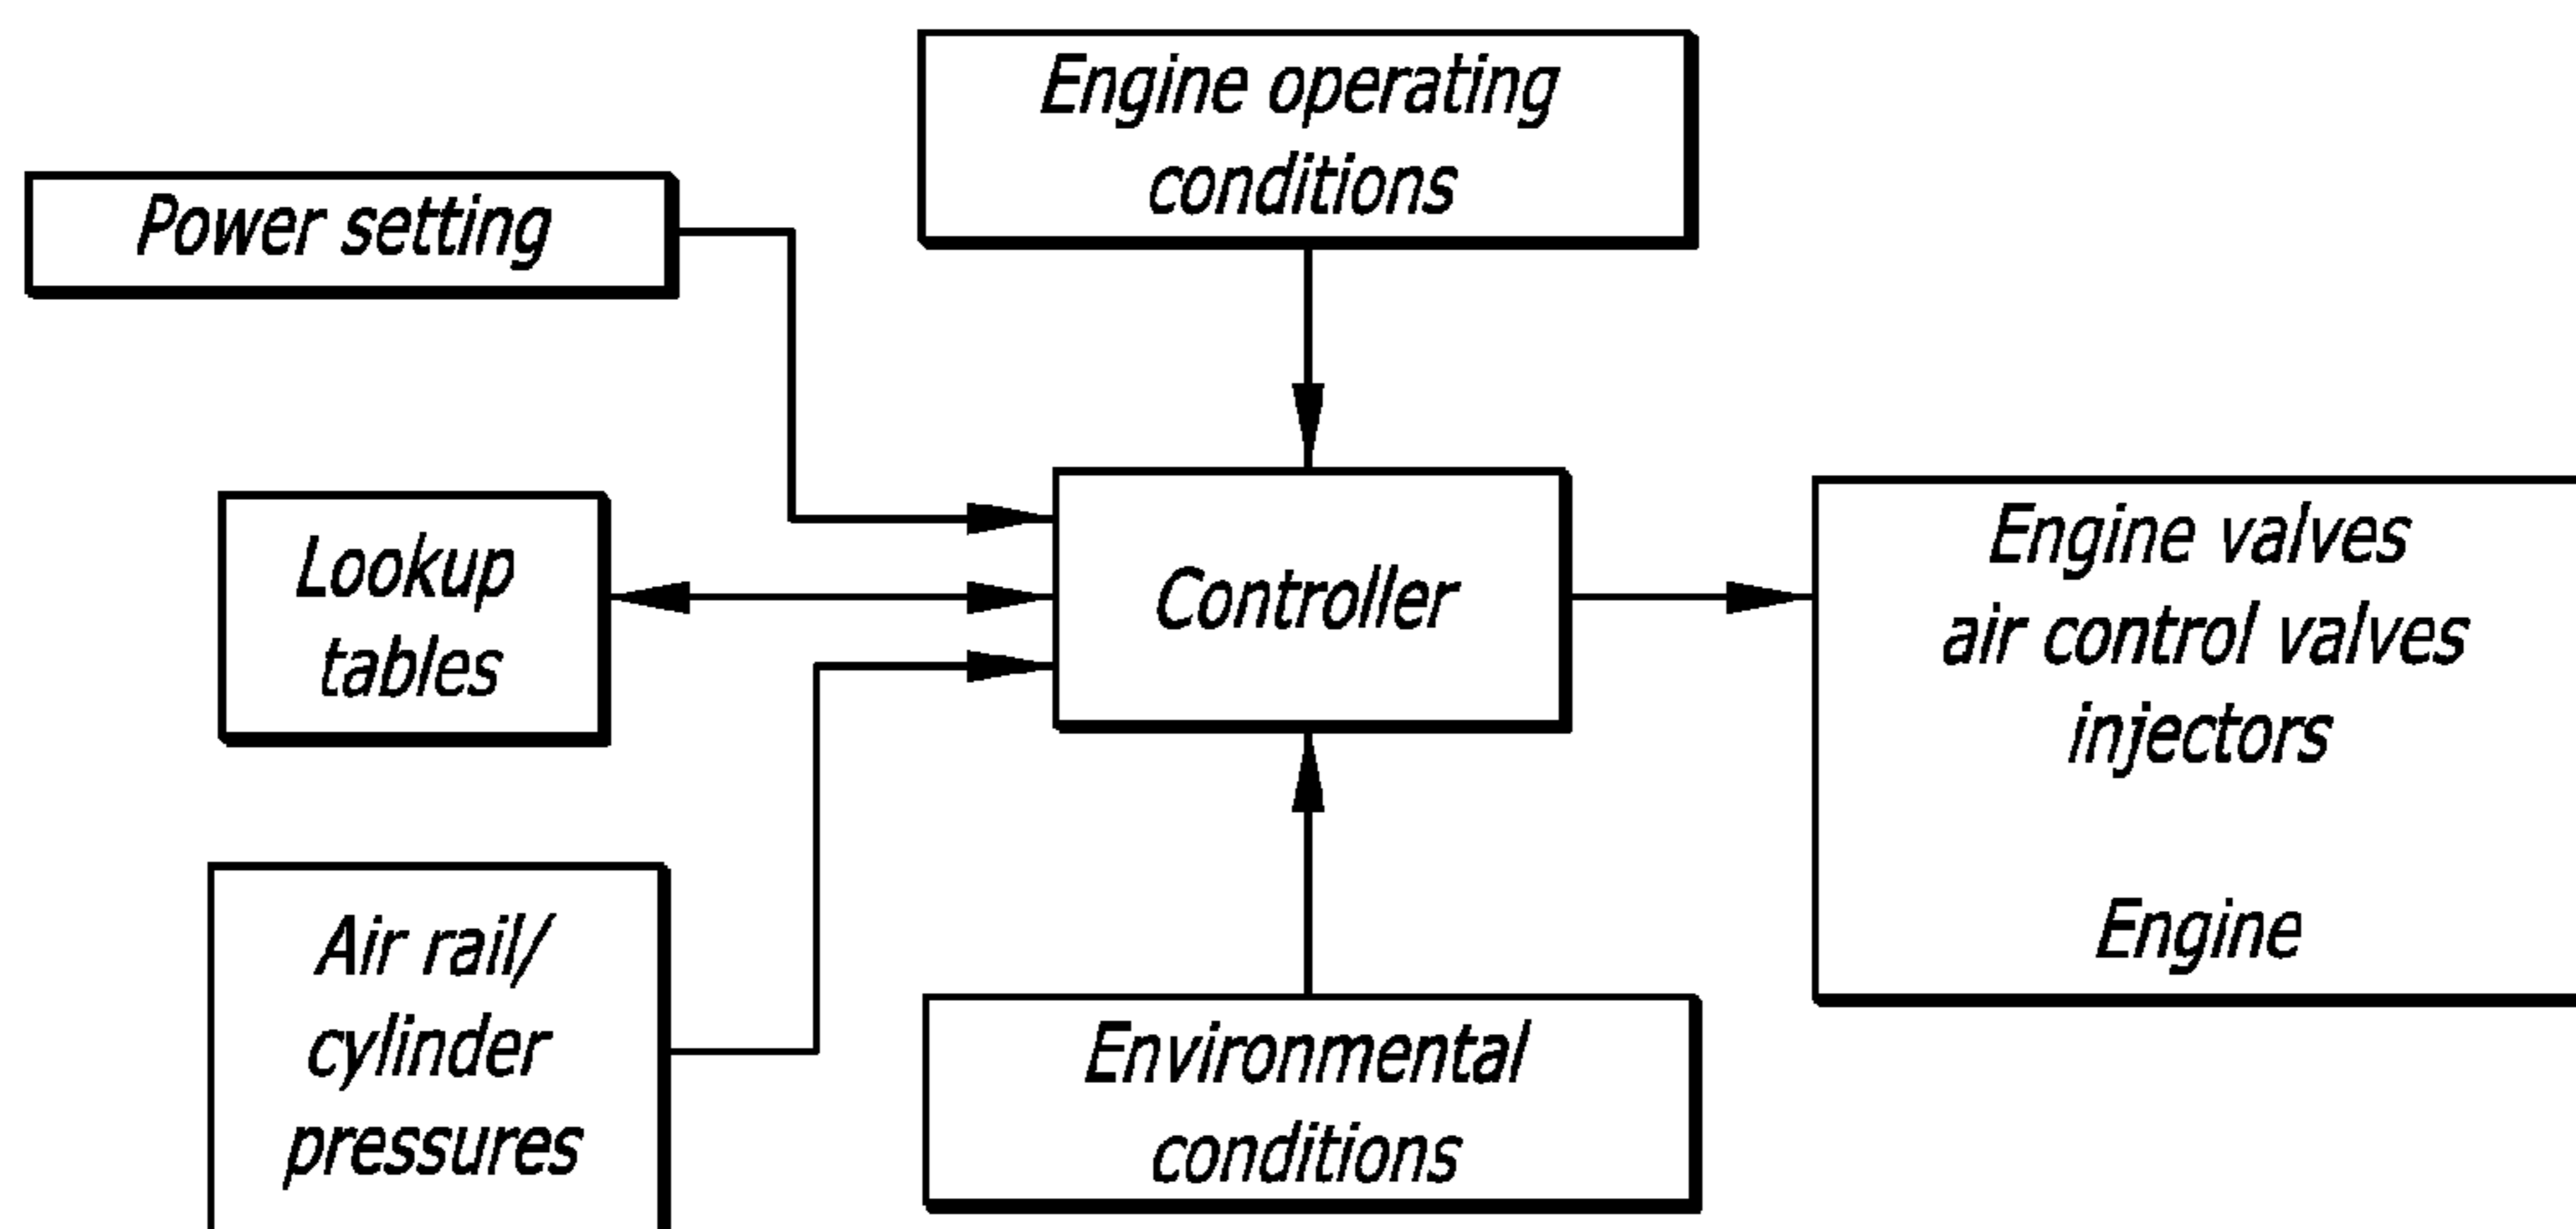 Engine operating
conditions
Power setting
Lookup
tables
Controller
Engine valves
air control valves
injectors
Engine
Air rail/
cylinder
pressures
Environmental
conditions